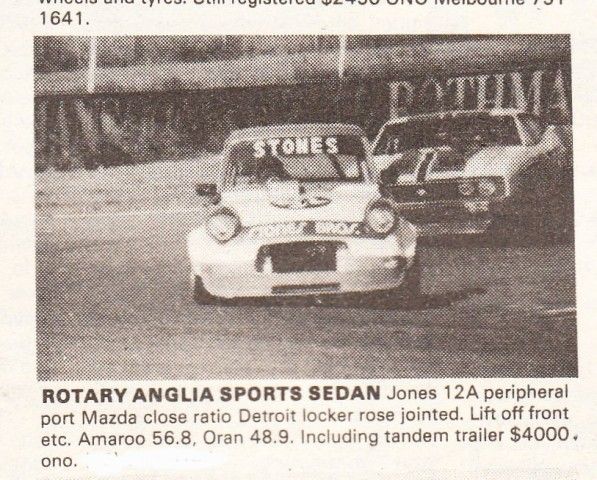 wheels and tyres. Still registered $2450 ONO Melbourne 751
1641.
ROTHMA
STONES
ROTARY ANGLIA SPORTS SEDAN Jones 12A peripheral
port Mazda close ratio Detroit locker rose jointed. Lift off front
etc. Amaroo 56.8, Oran 48.9. Including tandem trailer $4000
ono.